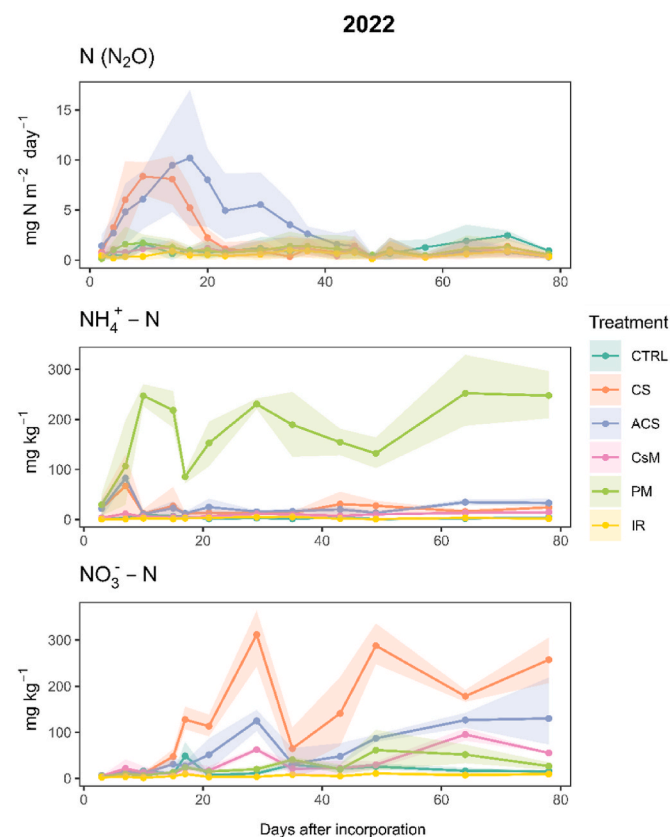 2022
N (N₂O)
mg N m⁻² day⁻¹
15
10
5
0
0 20 40 60 80
NH₄⁺ – N
mg kg⁻¹
300
200
100
0
0 20 40 60 80
Treatment
CTRL
CS
ACS
CsM
PM
IR
NO₃⁻ – N
mg kg⁻¹
300
200
100
0
0 20 40 60 80
Days after incorporation